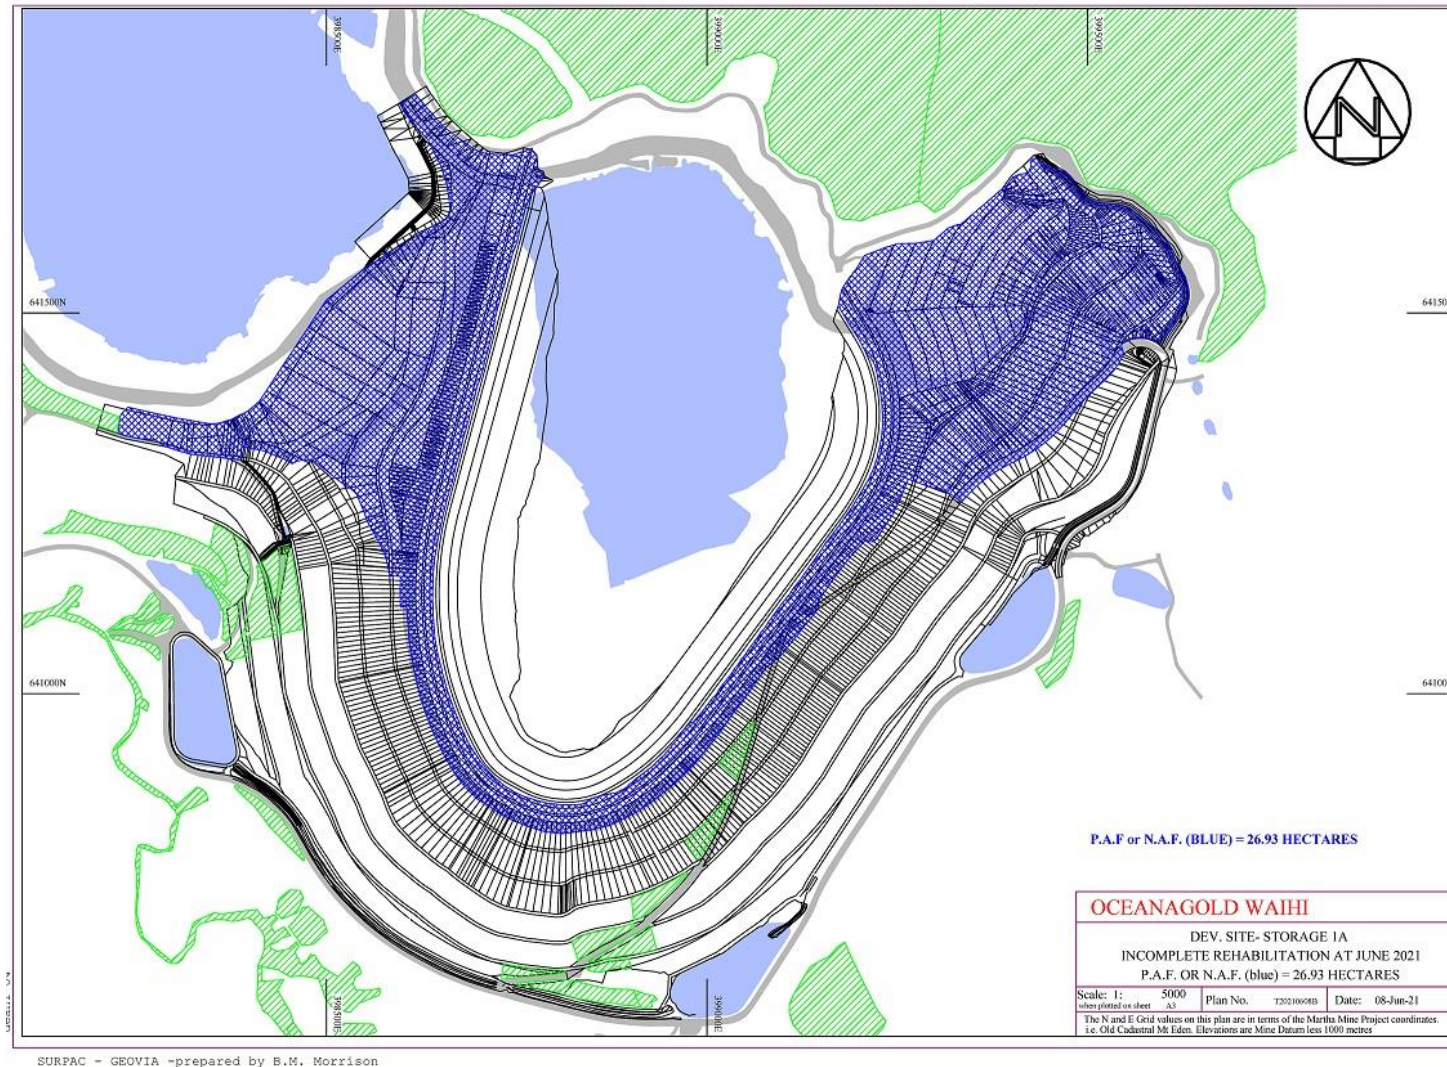 398500E
399000E
399500E
N
641500N
64150
641000N
64100
P.A.F or N.A.F. (BLUE) = 26.93 HECTARES
OCEANAGOLD WAIHI
DEV. SITE- STORAGE 1A
INCOMPLETE REHABILITATION AT JUNE 2021
P.A.F. OR N.A.F. (blue) = 26.93 HECTARES
Scale: 1: 5000 Plan No. T20210608B Date: 08-Jun-21
when plotted on sheet A3
The N and E Grid values on this plan are in terms of the Martha Mine Project coordinates.
i.e. Old Cadastral Mt Eden. Elevations are Mine Datum less 1000 metres
398500E
399000E
SURPAC - GEOVIA -prepared by B.M. Morrison